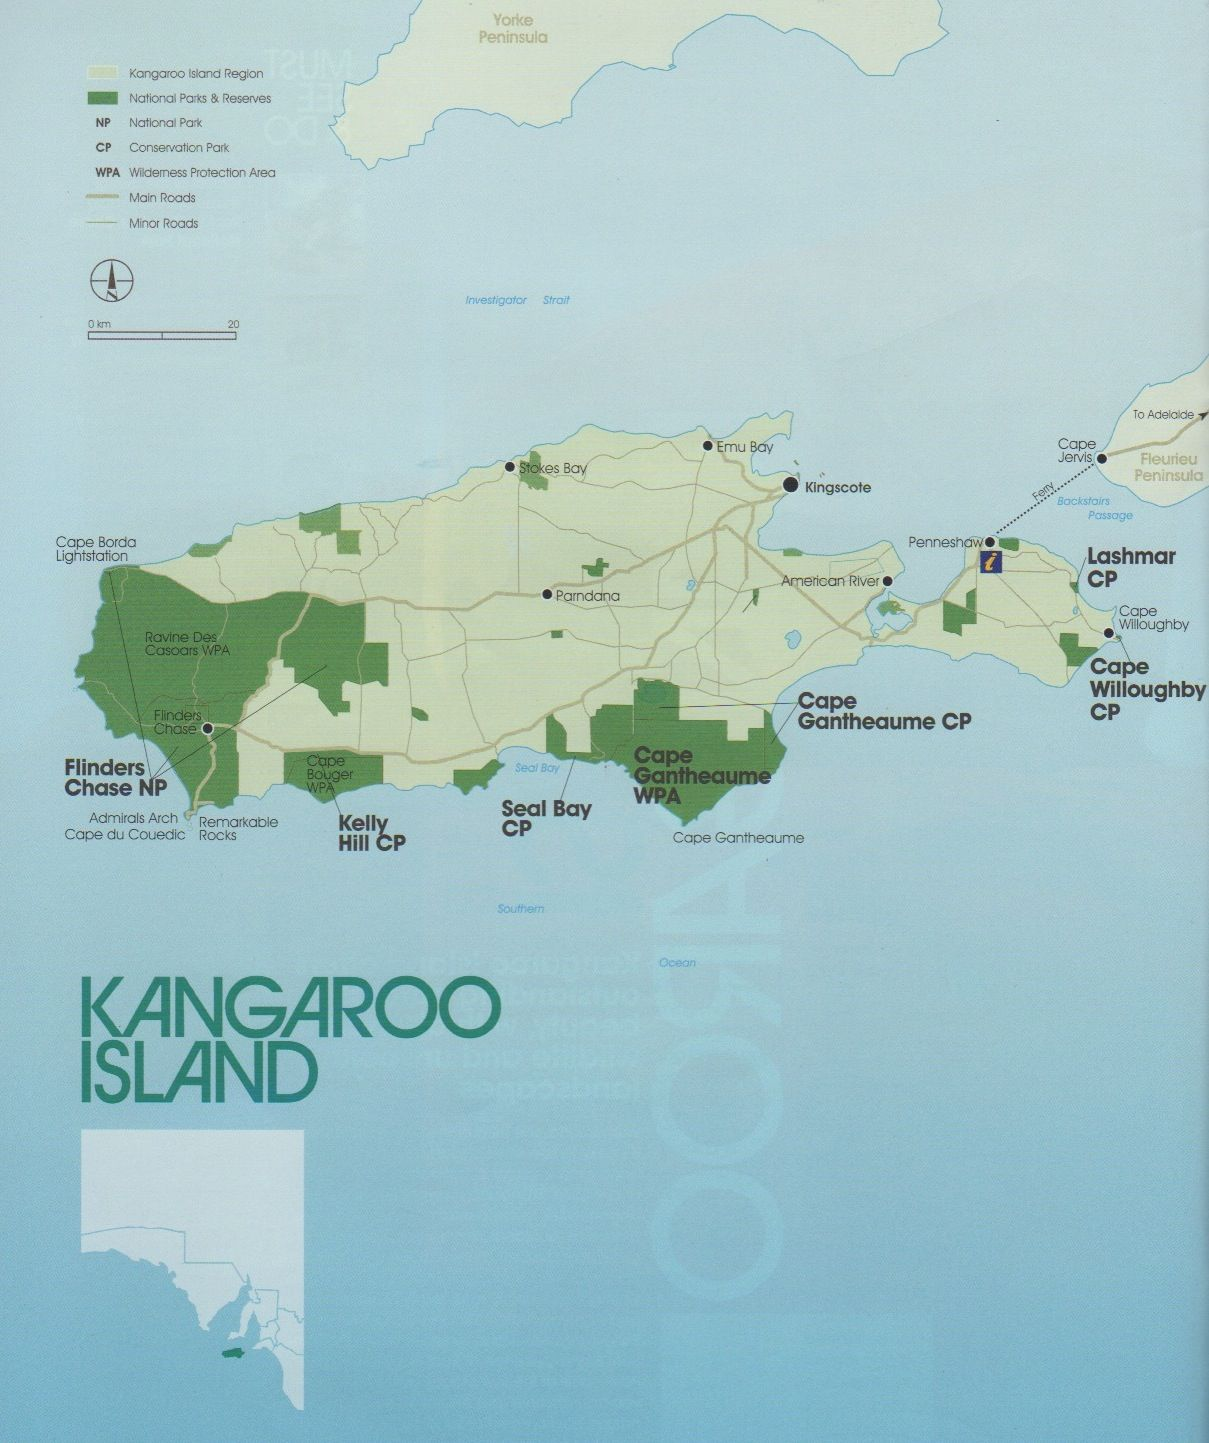 Yorke
Peninsula
Kangaroo Island Region
National Parks & Reserves
NP National Park
CP Conservation Park
WPA Wilderness Protection Area
Main Roads
Minor Roads
N
0 km 20
Investigator Strait
To Adelaide
Cape
Jervis
Fleurieu
Peninsula
Ferry
Backstairs
Passage
Emu Bay
Stokes Bay
Kingscote
Cape Borda
Lightstation
Penneshaw
i
Lashmar
CP
American River
Parndana
Cape
Willoughby
Ravine Des
Casoars WPA
Cape
Willoughby
CP
Cape
Gantheaume CP
Flinders
Chase
Flinders
Chase NP
Cape
Bouger
WPA
Seal Bay
Cape
Gantheaume
WPA
Seal Bay
CP
Kelly
Hill CP
Admirals Arch
Cape du Couedic
Remarkable
Rocks
Cape Gantheaume
Southern
Ocean
KANGAROO
ISLAND